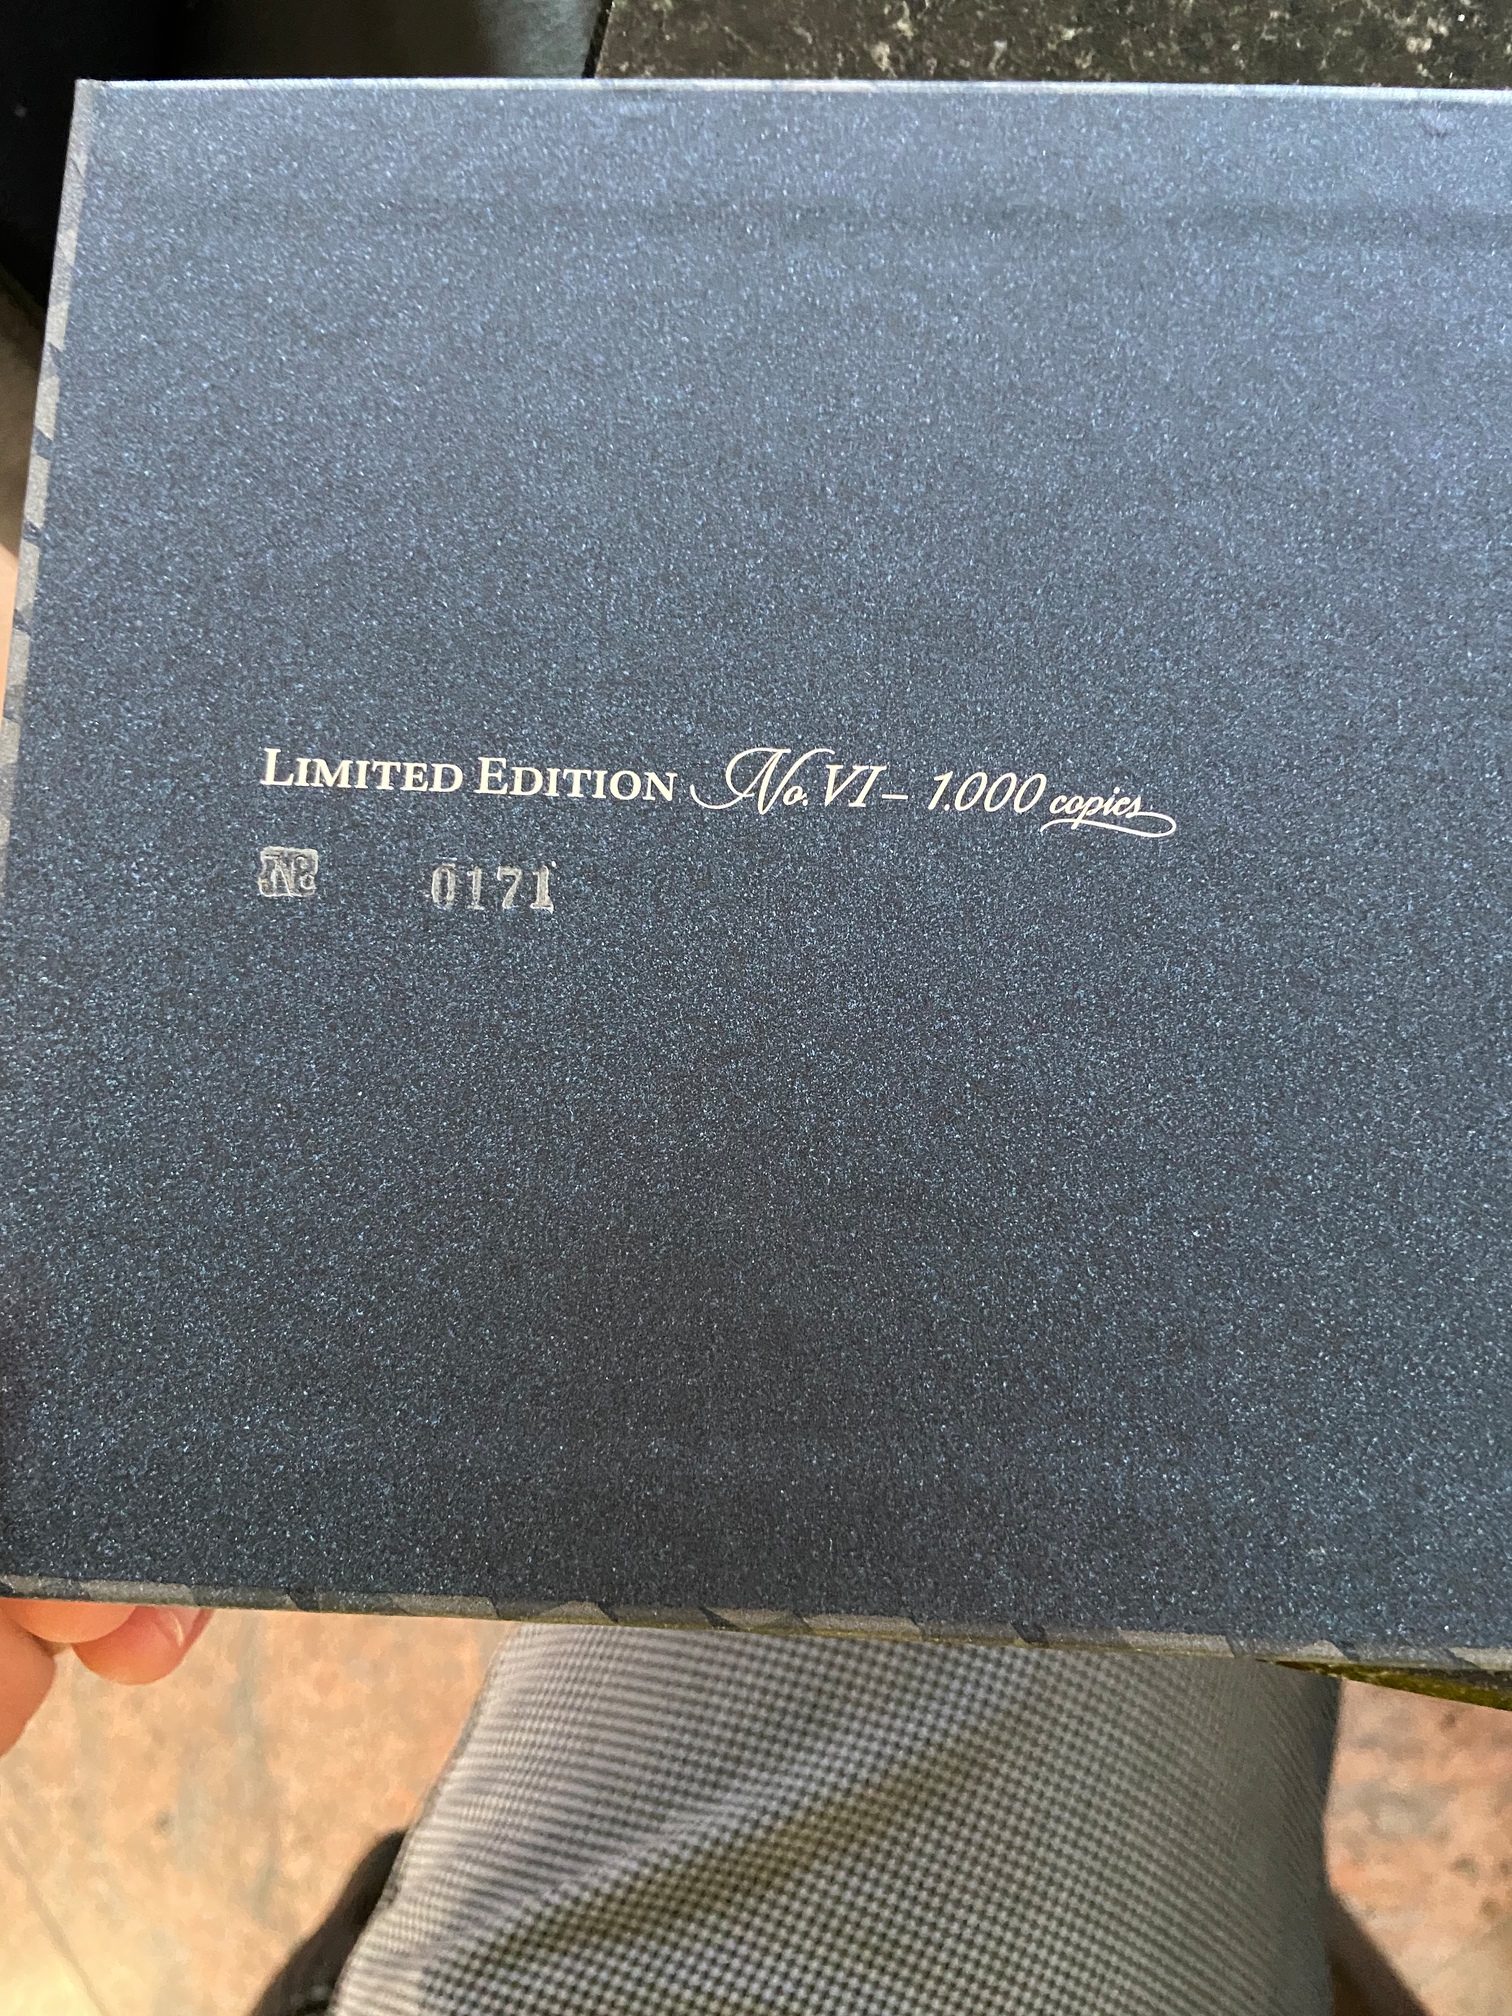 Limited Edition No. VI – 1.000 copies
No 0171